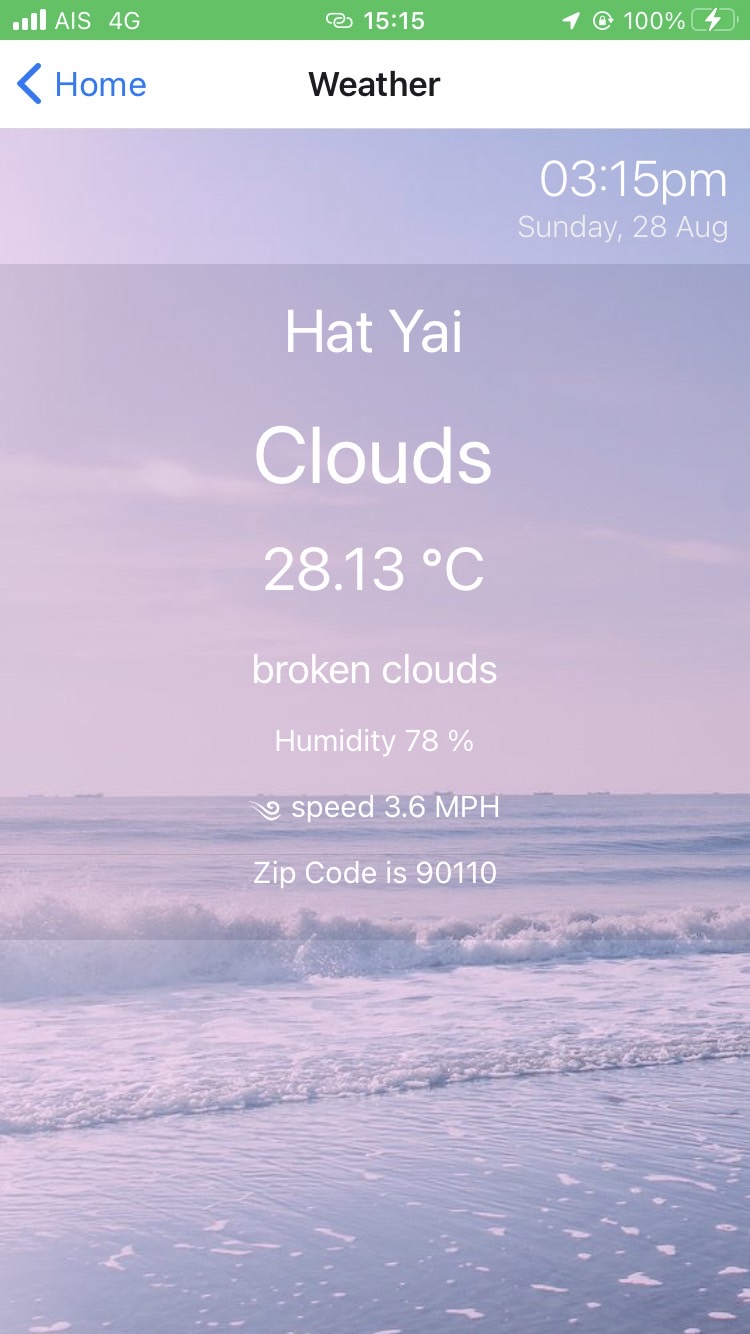 AIS 4G 15:15 100%
Home Weather
03:15pm
Sunday, 28 Aug
Hat Yai
Clouds
28.13 °C
broken clouds
Humidity 78 %
speed 3.6 MPH
Zip Code is 90110